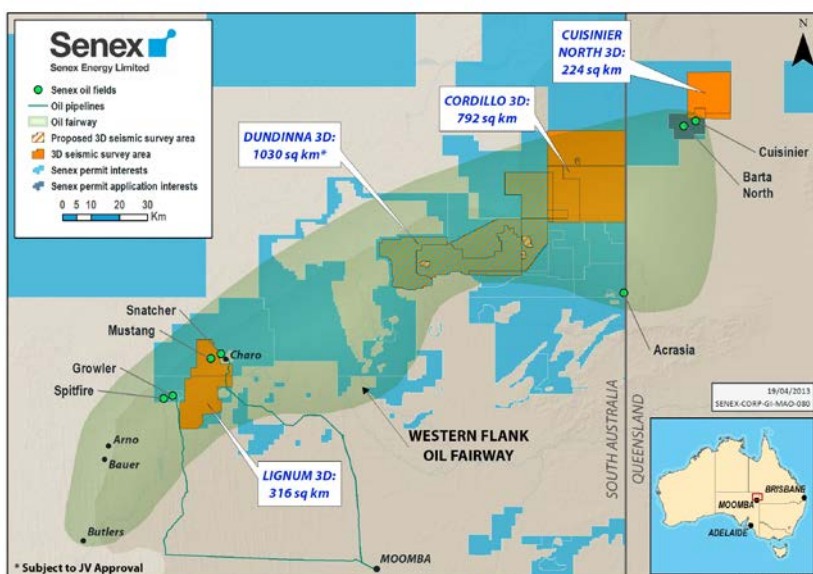 Senex
Senex Energy Limited
Senex oil fields
Oil pipelines
Oil fairway
Proposed 3D seismic survey area
3D seismic survey area
Senex permit interests
Senex permit application interests
0 5 10 20 30
Km
CUISINIER
NORTH 3D:
224 sq km
N
CORDILLO 3D:
792 sq km
DUNDINNA 3D:
1030 sq km*
Cuisinier
Barta
North
Snatcher
Mustang
Charo
Acrasia
Growler
Spitfire
19/04/2013
SENEX-CORP-GI-MAO-080
WESTERN FLANK
OIL FAIRWAY
SOUTH AUSTRALIA
QUEENSLAND
Arno
Bauer
LIGNUM 3D:
316 sq km
Butlers
MOOMBA
* Subject to JV Approval
BRISBANE
MOOMBA
ADELAIDE